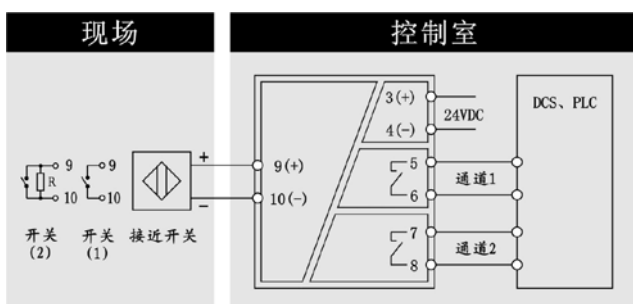 现场
控制室
3(+)
4(-)
24VDC
DCS、PLC
9
R
10
9
10
+
-
9(+)
10(-)
5
6
通道1
7
8
通道2
开关
(2)
开关
(1)
接近开关